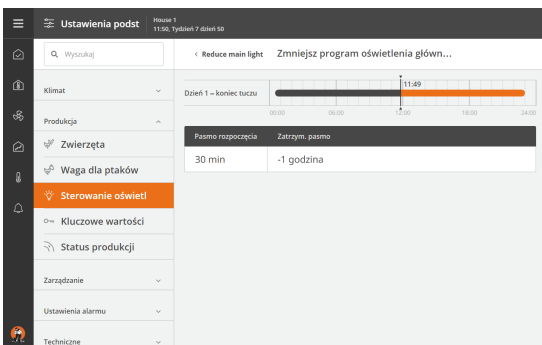 Ustawienia podst
House 1
11:50, Tydzień 7 dzień 50
Wyszukaj
Klimat
Produkcja
Zwierzęta
Waga dla ptaków
Sterowanie oświetl
Kluczowe wartości
Status produkcji
Zarządzanie
Ustawienia alarmu
Techniczne
< Reduce main light
Zmniejsz program oświetlenia główn...
11:49
Dzień 1 – koniec tuczu
00:00 06:00 12:00 18:00 24:00
Pasmo rozpoczęcia Zatrzym. pasmo
30 min -1 godzina